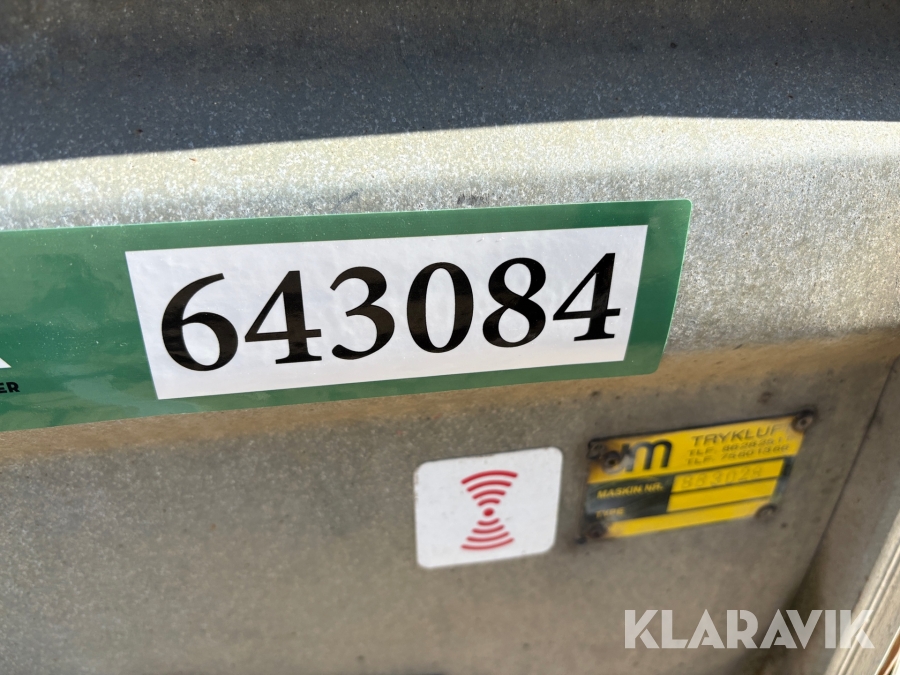 643084
ER
m
TRYKLUF
MASKIN NR.
TYPE
KLARAVIK